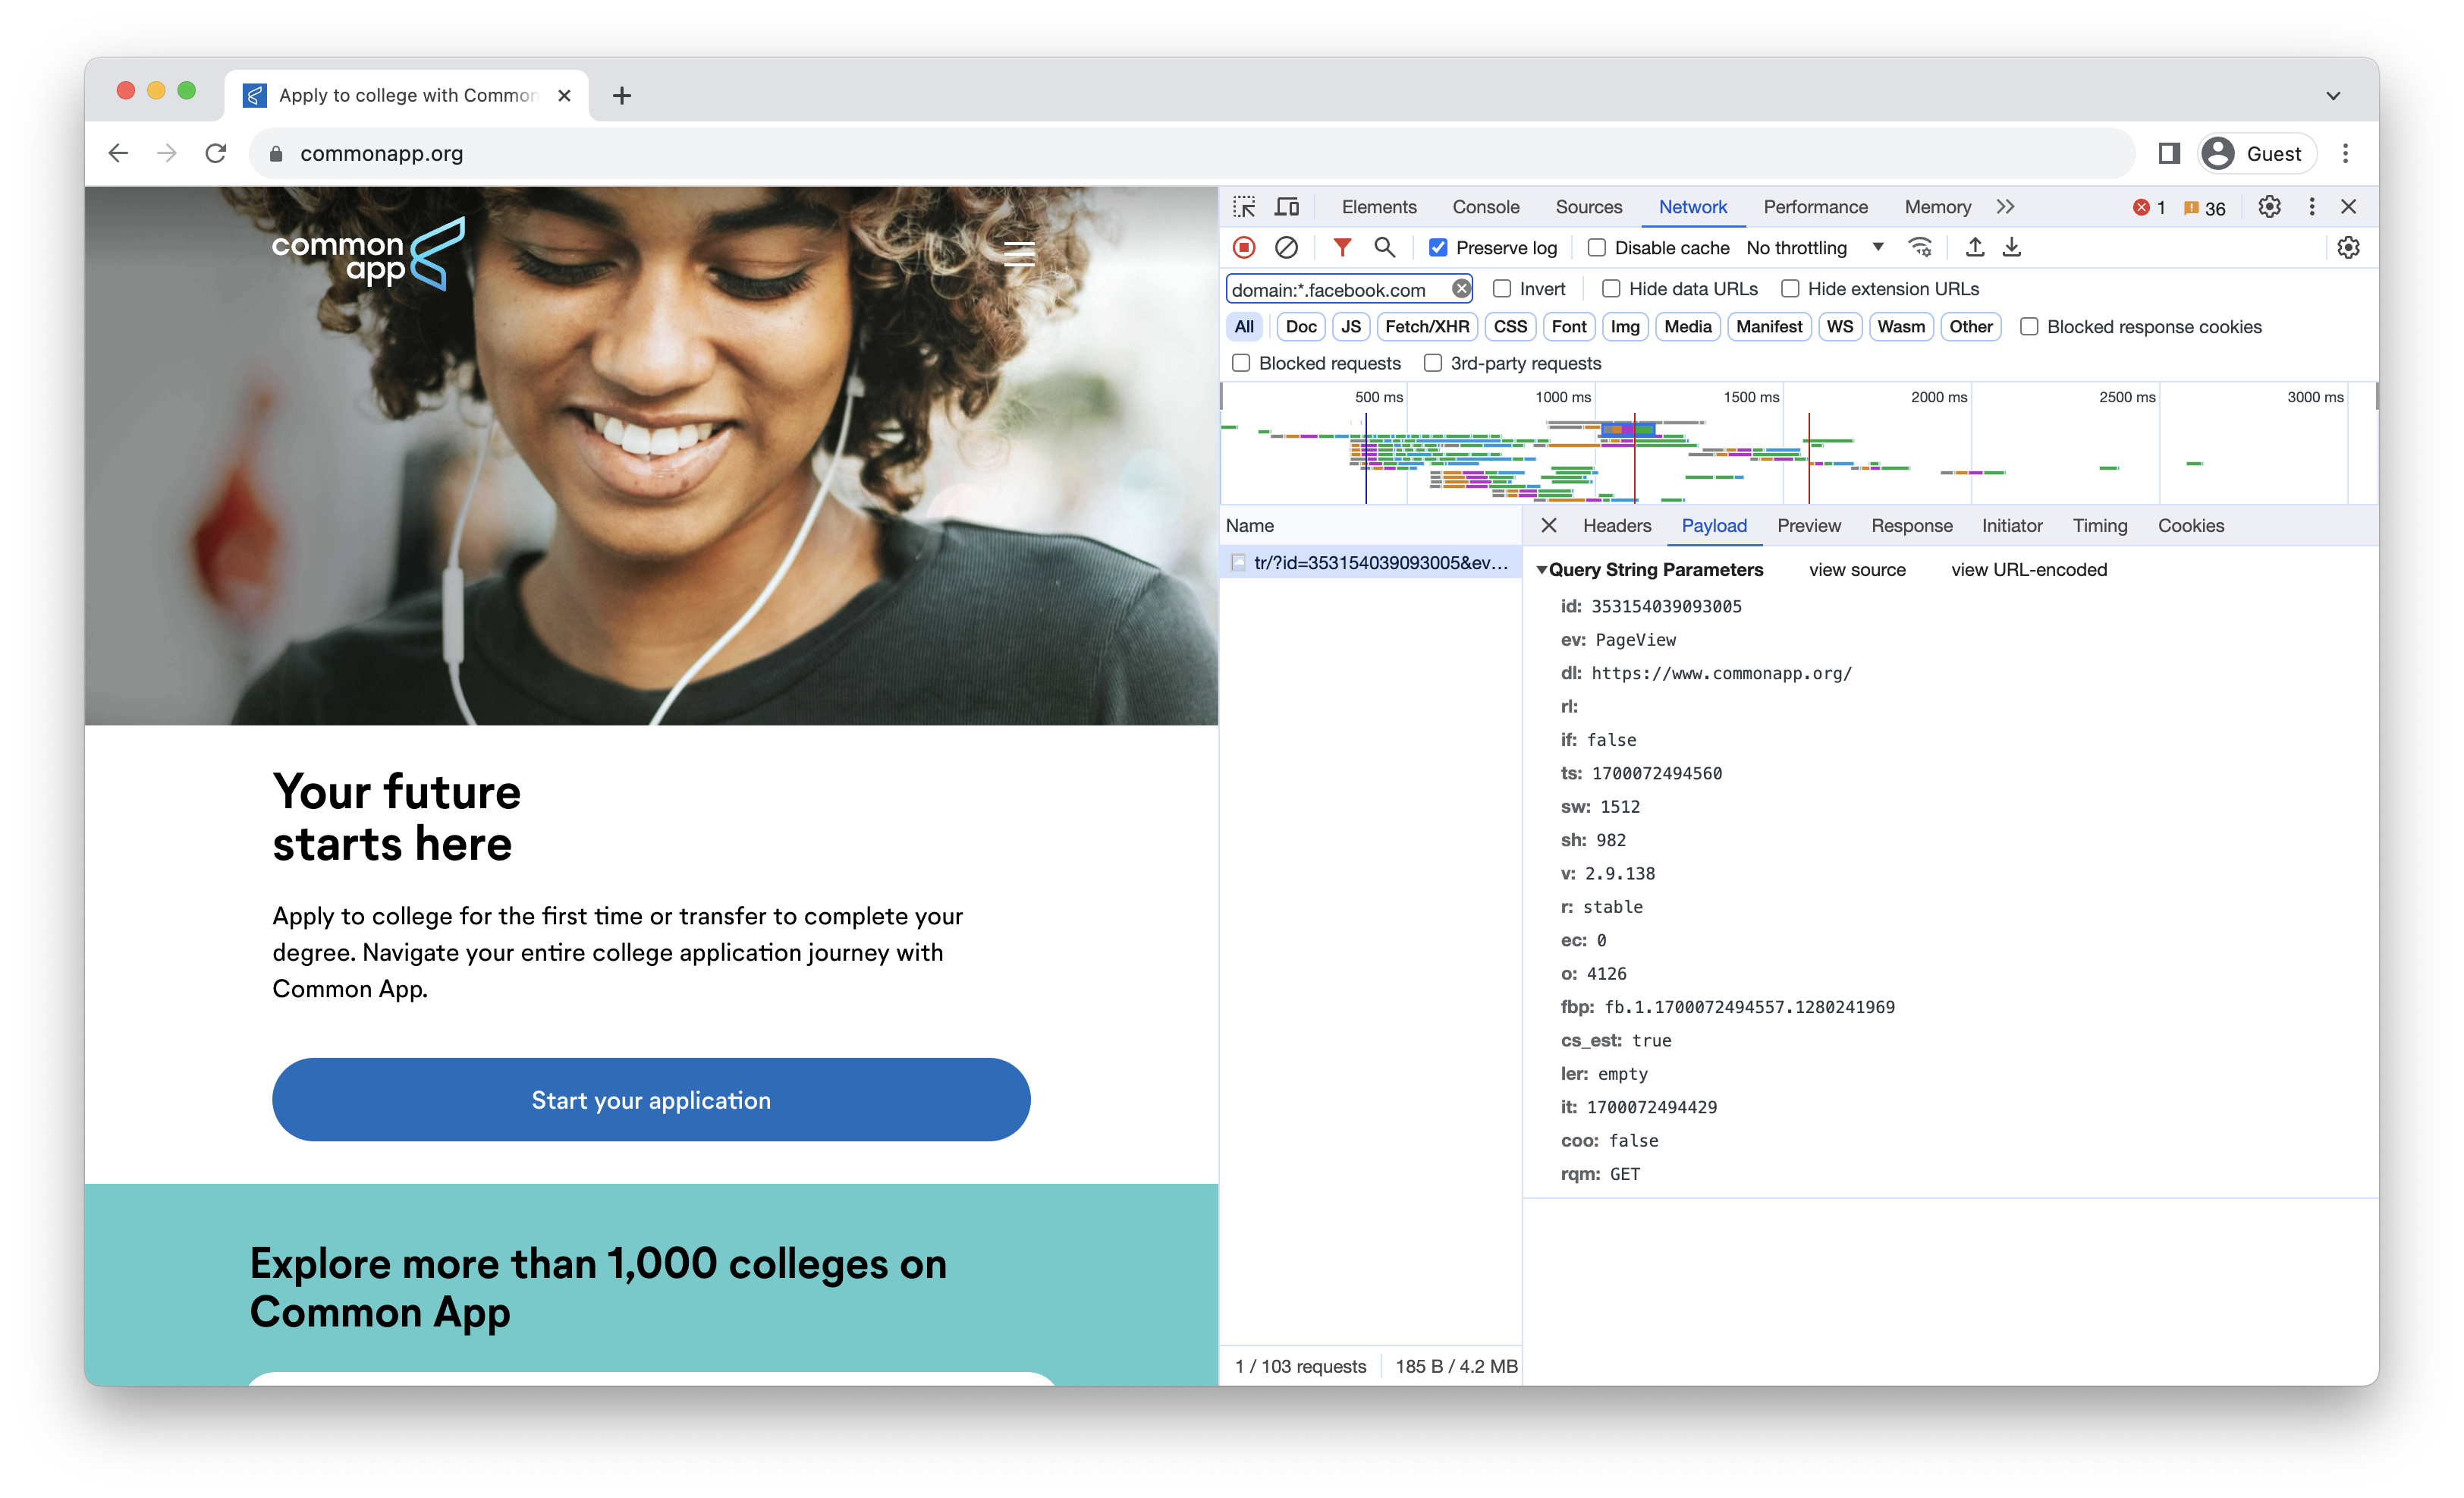 Apply to college with Common
commonapp.org
Guest
common
app
Your future
starts here
Apply to college for the first time or transfer to complete your
degree. Navigate your entire college application journey with
Common App.
Start your application
Explore more than 1,000 colleges on
Common App
Elements Console Sources Network Performance Memory 1 36
Preserve log Disable cache No throttling
domain:*.facebook.com Invert Hide data URLs Hide extension URLs
All Doc JS Fetch/XHR CSS Font Img Media Manifest WS Wasm Other Blocked response cookies
Blocked requests 3rd-party requests
500 ms 1000 ms 1500 ms 2000 ms 2500 ms 3000 ms
Name
tr/?id=353154039093005&ev...
1 / 103 requests 185 B / 4.2 MB
Headers Payload Preview Response Initiator Timing Cookies
Query String Parameters view source view URL-encoded
id: 353154039093005
ev: PageView
dl: https://www.commonapp.org/
rl:
if: false
ts: 1700072494560
sw: 1512
sh: 982
v: 2.9.138
r: stable
ec: 0
o: 4126
fbp: fb.1.1700072494557.1280241969
cs_est: true
ler: empty
it: 1700072494429
coo: false
rqm: GET